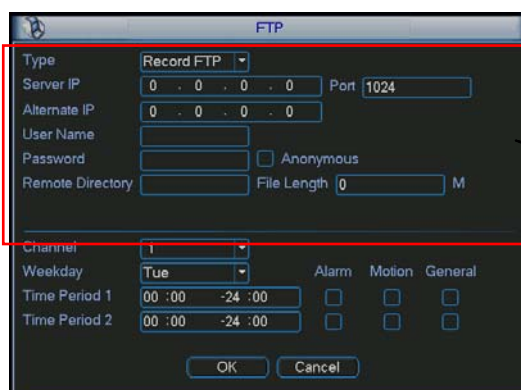 FTP
Type Record FTP
Server IP 0 . 0 . 0 . 0 Port 1024
Alternate IP 0 . 0 . 0 . 0
User Name
Password Anonymous
Remote Directory File Length 0 M
Channel 1
Weekday Tue Alarm Motion General
Time Period 1 00 :00 -24 :00
Time Period 2 00 :00 -24 :00
OK Cancel